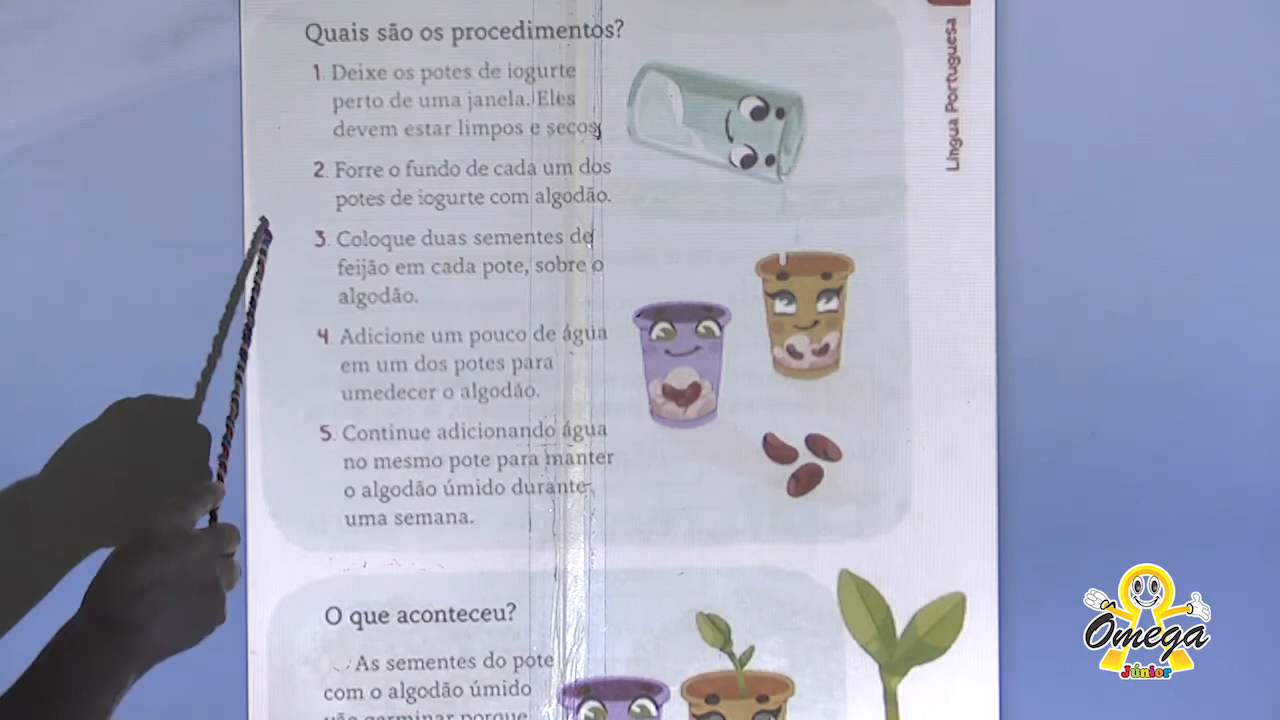 Quais são os procedimentos?
1. Deixe os potes de iogurte
perto de uma janela. Eles
devem estar limpos e secos
2. Forre o fundo de cada um dos
potes de iogurte com algodão.
3. Coloque duas sementes de
feijão em cada pote, sobre o
algodão.
4. Adicione um pouco de água
em um dos potes para
umedecer o algodão.
5. Continue adicionando água
no mesmo pote para manter
o algodão úmido durante
uma semana.
O que aconteceu?
As sementes do pote
com o algodão úmido
vão germinar porque
Língua Portuguesa
Ômega
Júnior